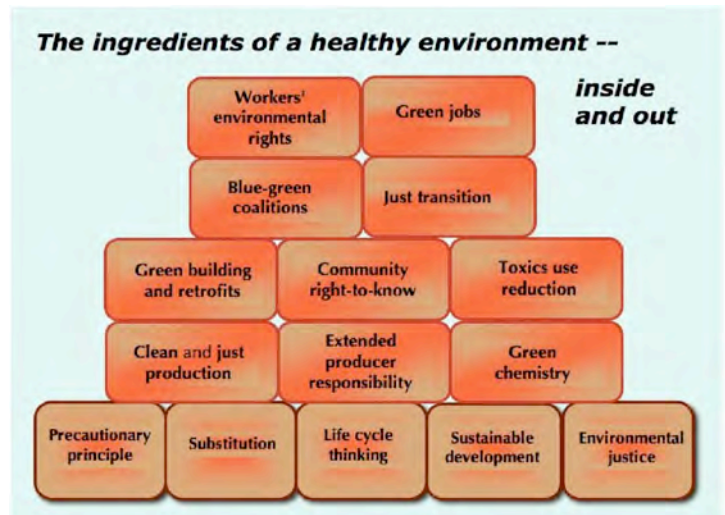 The ingredients of a healthy environment --
inside
and out
Workers'
environmental
rights
Green jobs
Blue-green
coalitions
Just transition
Green building
and retrofits
Community
right-to-know
Toxics use
reduction
Clean and just
production
Extended
producer
responsibility
Green
chemistry
Precautionary
principle
Substitution
Life cycle
thinking
Sustainable
development
Environmental
justice